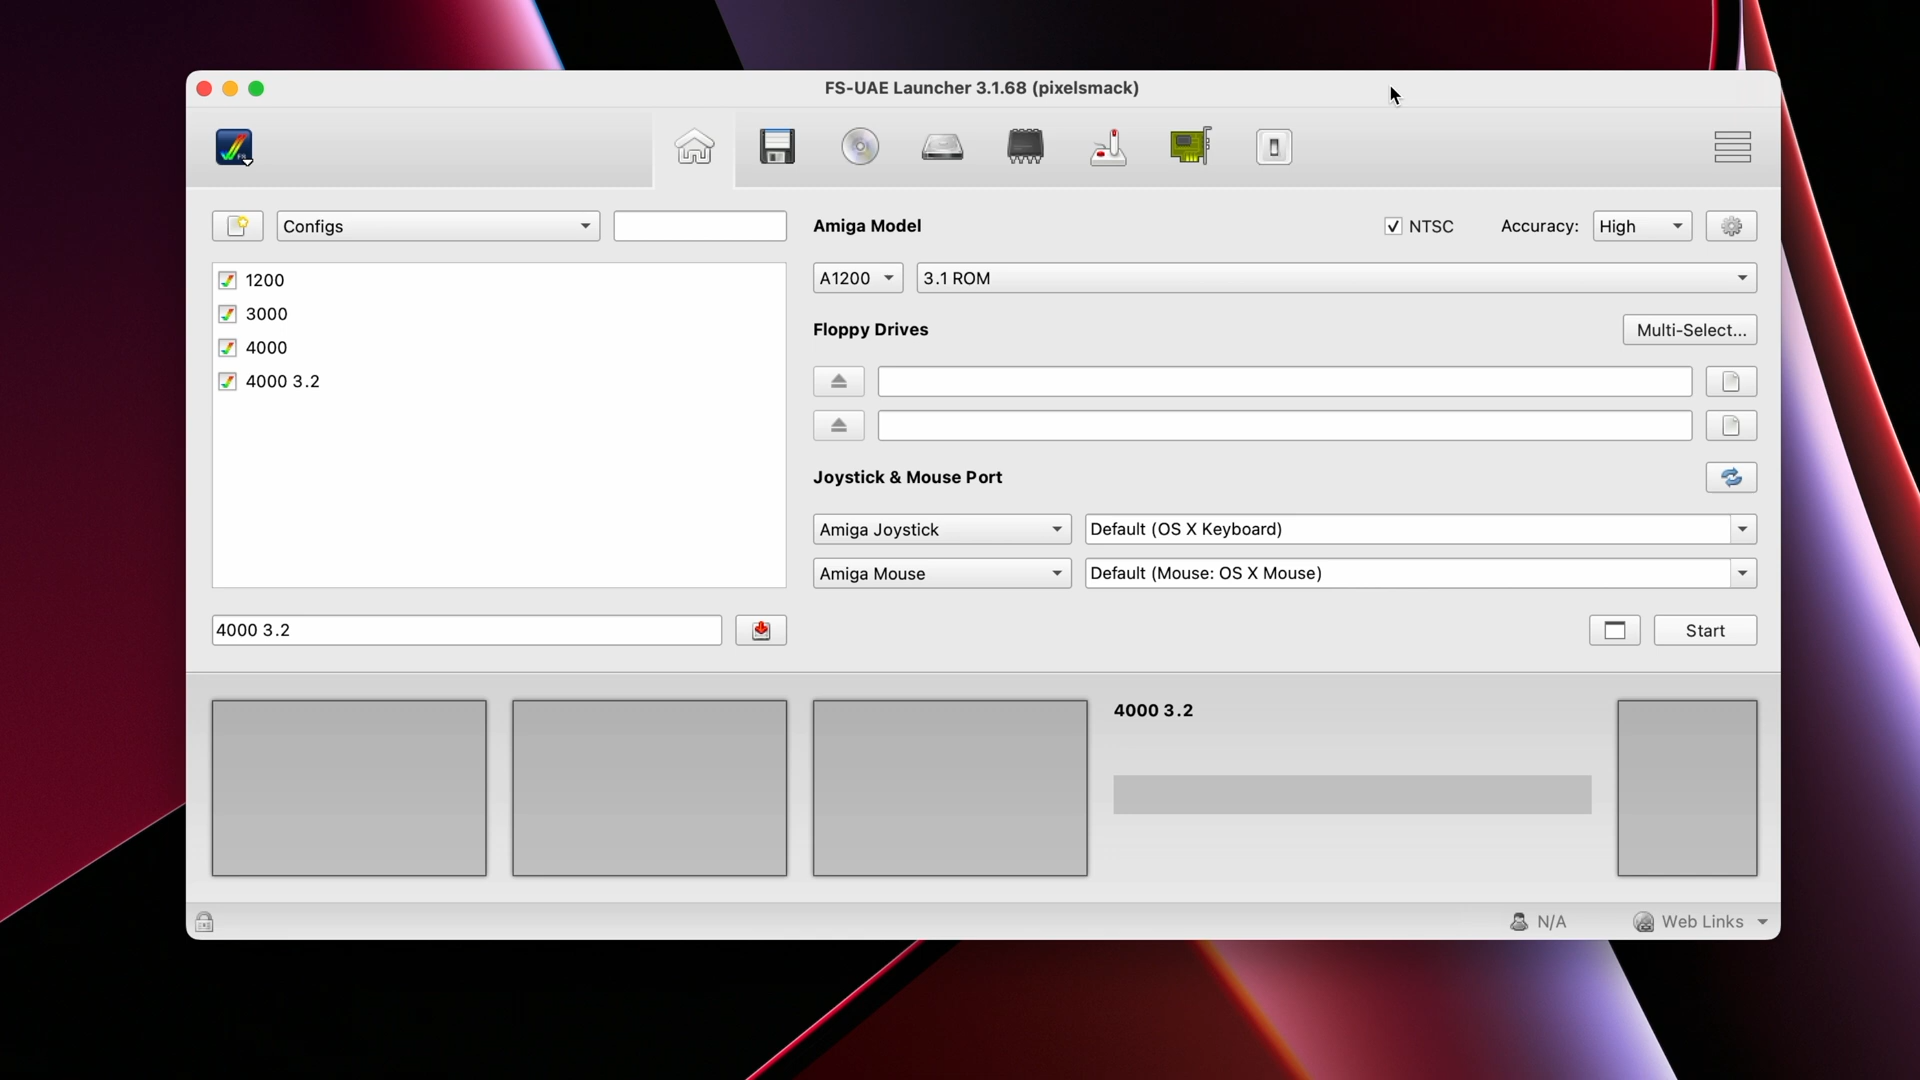 FS-UAE Launcher 3.1.68 (pixelsmack)
Configs
Amiga Model
NTSC
Accuracy:
High
1200
3000
4000
4000 3.2
A1200
3.1 ROM
Floppy Drives
Multi-Select...
Joystick & Mouse Port
Amiga Joystick
Default (OS X Keyboard)
Amiga Mouse
Default (Mouse: OS X Mouse)
4000 3.2
Start
4000 3.2
N/A
Web Links